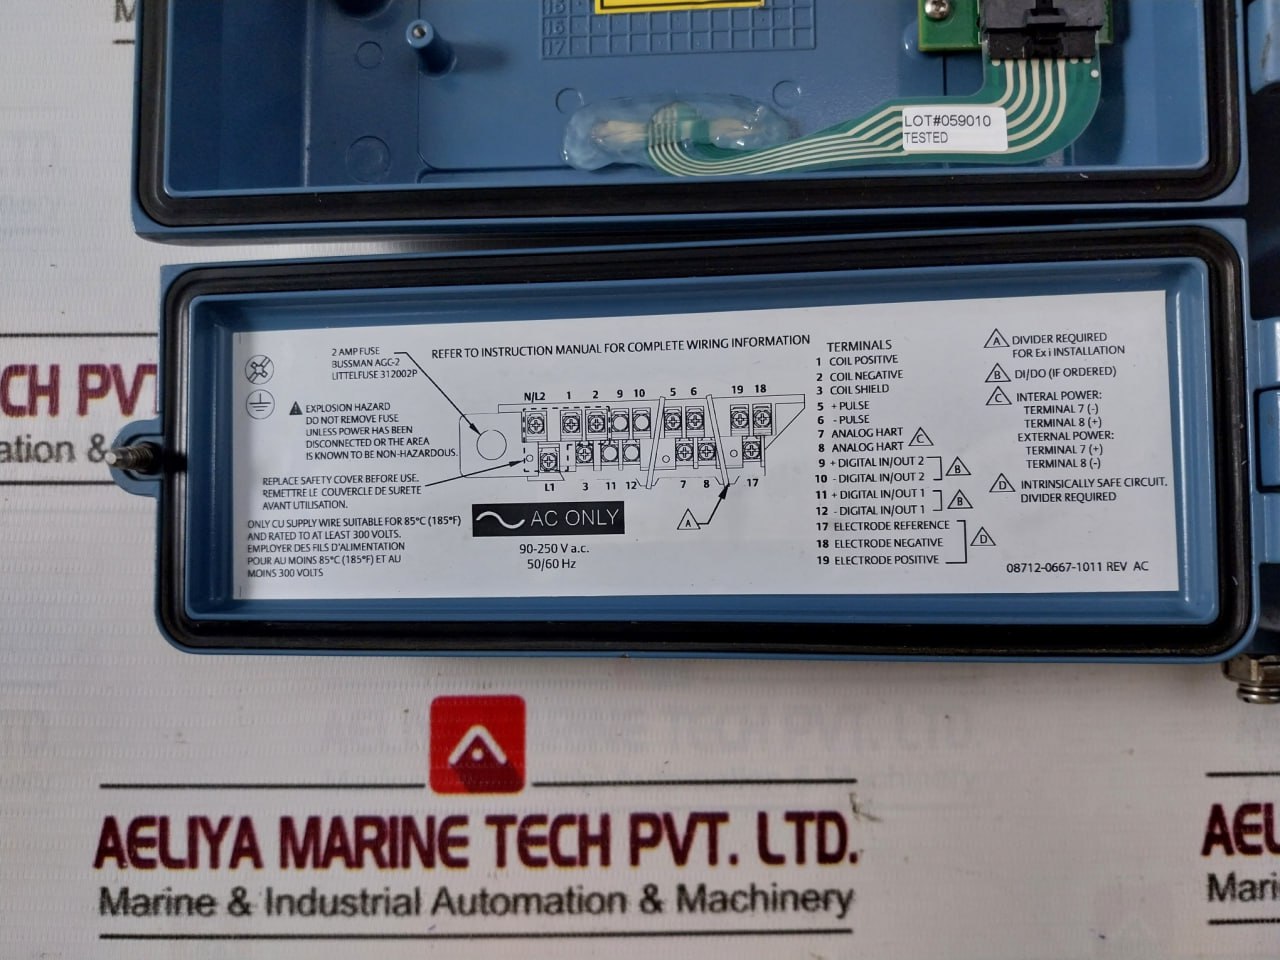 15
16
17
LOT#059010
TESTED
CH PVT
ation &
2 AMP FUSE
BUSSMAN AGC-2
LITTELFUSE 312002P
REFER TO INSTRUCTION MANUAL FOR COMPLETE WIRING INFORMATION
EXPLOSION HAZARD
DO NOT REMOVE FUSE
UNLESS POWER HAS BEEN
DISCONNECTED OR THE AREA
IS KNOWN TO BE NON-HAZARDOUS.
REPLACE SAFETY COVER BEFORE USE.
REMETTRE LE COUVERCLE DE SURETE
AVANT UTILISATION.
ONLY CU SUPPLY WIRE SUITABLE FOR 85°C (185°F)
AND RATED TO AT LEAST 300 VOLTS.
EMPLOYER DES FILS D'ALIMENTATION
POUR AU MOINS 85°C (185°F) ET AU
MOINS 300 VOLTS
N/L2 1 2 9 10 5 6 19 18
L1 3 11 12 7 8 17
A
AC ONLY
90-250 V a.c.
50/60 Hz
TERMINALS
1 COIL POSITIVE
2 COIL NEGATIVE
3 COIL SHIELD
5 + PULSE
6 - PULSE
7 ANALOG HART
8 ANALOG HART
C
9 + DIGITAL IN/OUT 2
10 - DIGITAL IN/OUT 2
B
11 + DIGITAL IN/OUT 1
12 - DIGITAL IN/OUT 1
B
17 ELECTRODE REFERENCE
18 ELECTRODE NEGATIVE
19 ELECTRODE POSITIVE
D
A DIVIDER REQUIRED
FOR Ex i INSTALLATION
B DI/DO (IF ORDERED)
C INTERAL POWER:
TERMINAL 7 (-)
TERMINAL 8 (+)
EXTERNAL POWER:
TERMINAL 7 (+)
TERMINAL 8 (-)
D INTRINSICALLY SAFE CIRCUIT.
DIVIDER REQUIRED
08712-0667-1011 REV AC
AELIYA MARINE TECH PVT. LTD.
Marine & Industrial Automation & Machinery
AEL
Mari